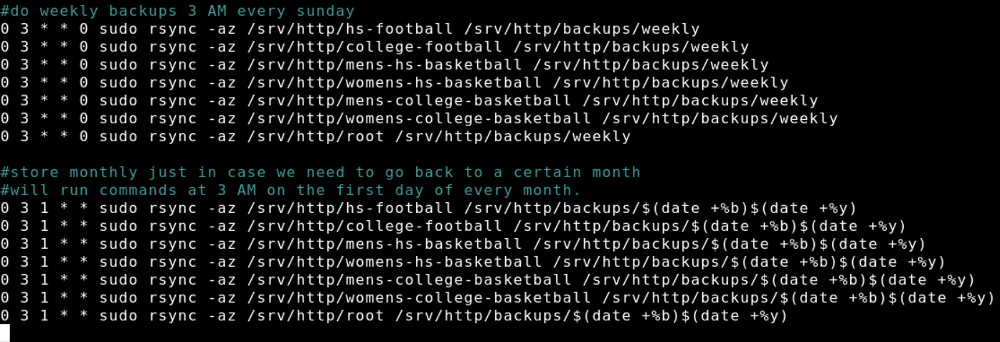 #do weekly backups 3 AM every sunday
0 3 * * 0 sudo rsync -az /srv/http/hs-football /srv/http/backups/weekly
0 3 * * 0 sudo rsync -az /srv/http/college-football /srv/http/backups/weekly
0 3 * * 0 sudo rsync -az /srv/http/mens-hs-basketball /srv/http/backups/weekly
0 3 * * 0 sudo rsync -az /srv/http/womens-hs-basketball /srv/http/backups/weekly
0 3 * * 0 sudo rsync -az /srv/http/mens-college-basketball /srv/http/backups/weekly
0 3 * * 0 sudo rsync -az /srv/http/womens-college-basketball /srv/http/backups/weekly
0 3 * * 0 sudo rsync -az /srv/http/root /srv/http/backups/weekly
#store monthly just in case we need to go back to a certain month
#will run commands at 3 AM on the first day of every month.
0 3 1 * * sudo rsync -az /srv/http/hs-football /srv/http/backups/$(date +%b)$(date +%y)
0 3 1 * * sudo rsync -az /srv/http/college-football /srv/http/backups/$(date +%b)$(date +%y)
0 3 1 * * sudo rsync -az /srv/http/mens-hs-basketball /srv/http/backups/$(date +%b)$(date +%y)
0 3 1 * * sudo rsync -az /srv/http/womens-hs-basketball /srv/http/backups/$(date +%b)$(date +%y)
0 3 1 * * sudo rsync -az /srv/http/mens-college-basketball /srv/http/backups/$(date +%b)$(date +%y)
0 3 1 * * sudo rsync -az /srv/http/womens-college-basketball /srv/http/backups/$(date +%b)$(date +%y)
0 3 1 * * sudo rsync -az /srv/http/root /srv/http/backups/$(date +%b)$(date +%y)